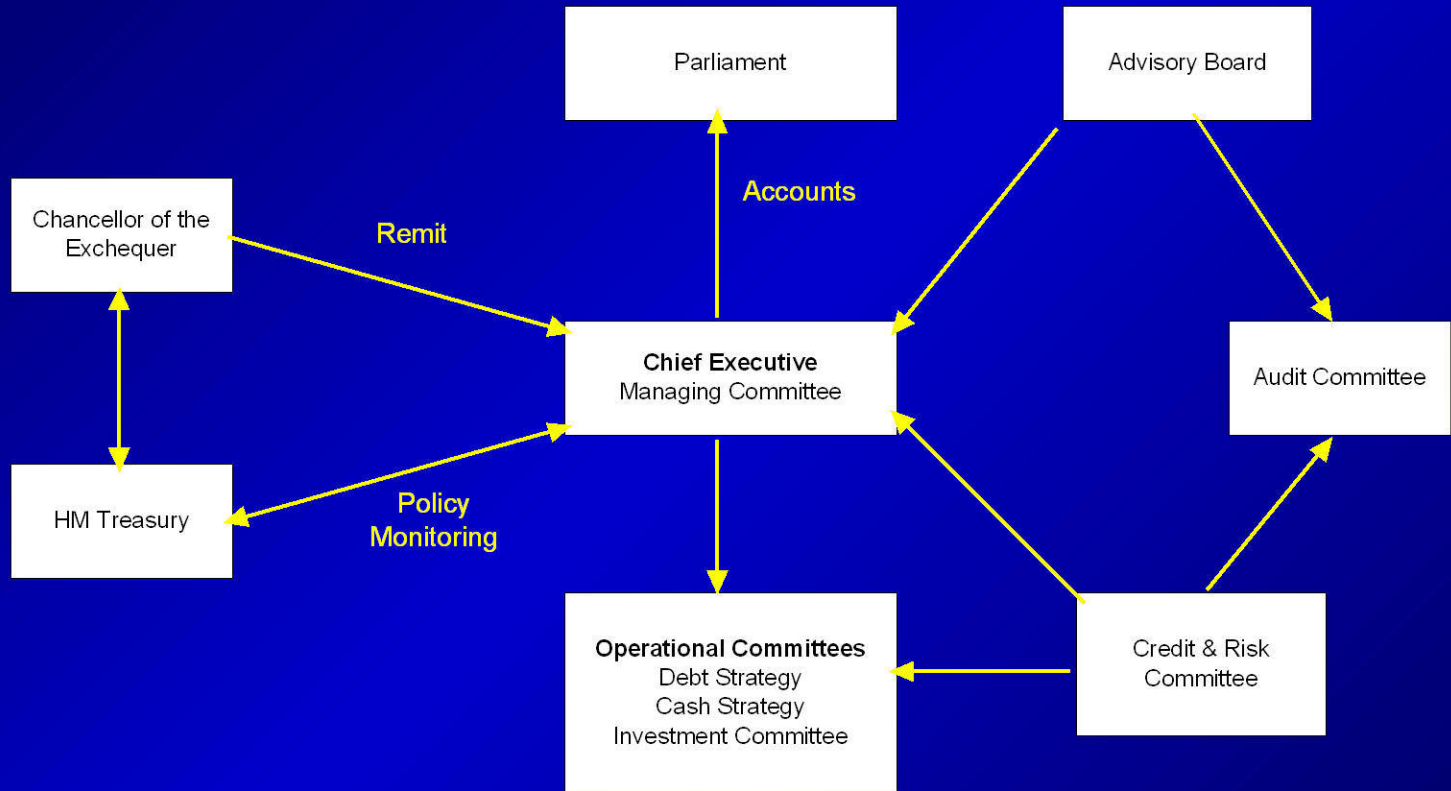 Parliament
Advisory Board
Accounts
Chancellor of the
Exchequer
Remit
Chief Executive
Managing Committee
Audit Committee
HM Treasury
Policy
Monitoring
Operational Committees
Debt Strategy
Cash Strategy
Investment Committee
Credit & Risk
Committee